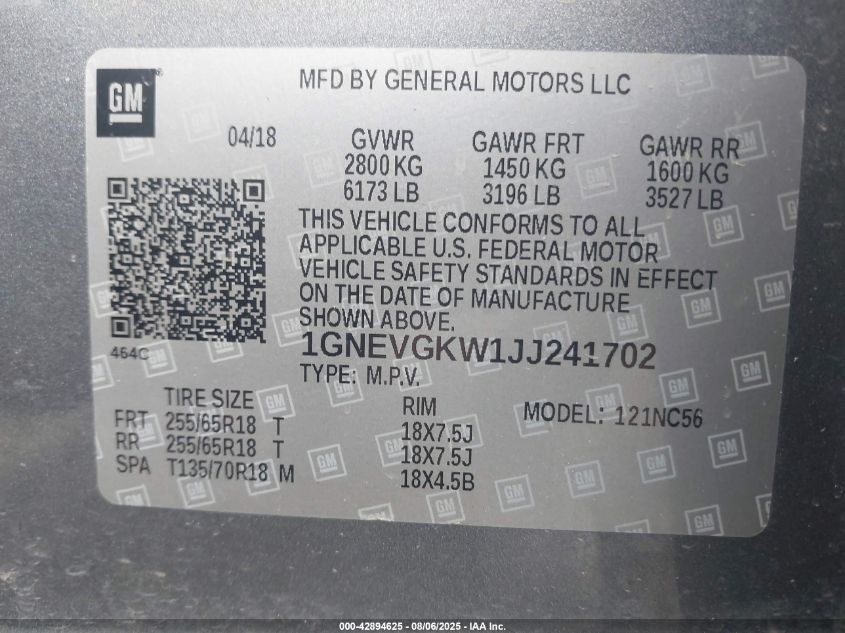 GM
MFD BY GENERAL MOTORS LLC
04/18 GVWR GAWR FRT GAWR RR
2800 KG 1450 KG 1600 KG
6173 LB 3196 LB 3527 LB
THIS VEHICLE CONFORMS TO ALL
APPLICABLE U.S. FEDERAL MOTOR
VEHICLE SAFETY STANDARDS IN EFFECT
ON THE DATE OF MANUFACTURE
SHOWN ABOVE.
464C
1GNEVGKW1JJ241702
TYPE: M.P.V.
TIRE SIZE RIM MODEL: 121NC56
FRT 255/65R18 T 18X7.5J
RR 255/65R18 T 18X7.5J
SPA T135/70R18 M 18X4.5B
000-42894625 - 08/06/2025 - IAA Inc.